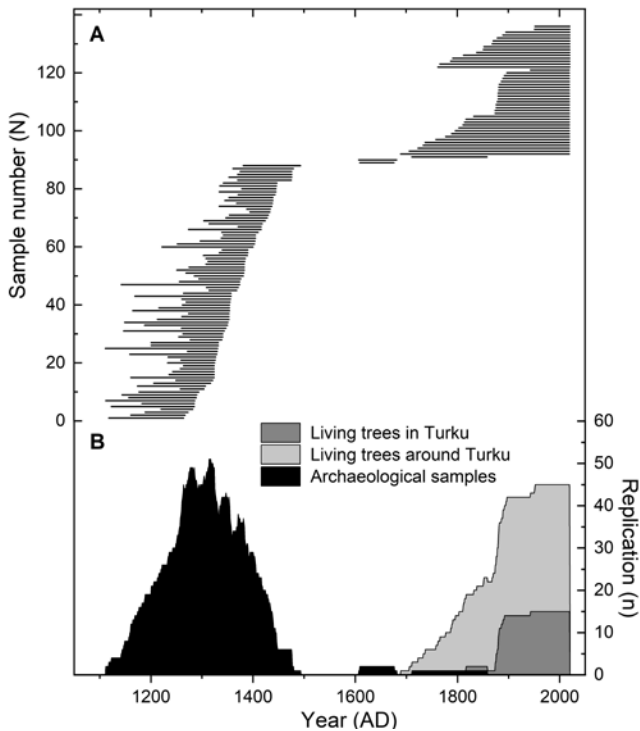 A
120
100
80
60
40
20
0
Sample number (N)
B
Living trees in Turku
Living trees around Turku
Archaeological samples
60
50
40
30
20
10
0
Replication (n)
1200 1400 1600 1800 2000
Year (AD)